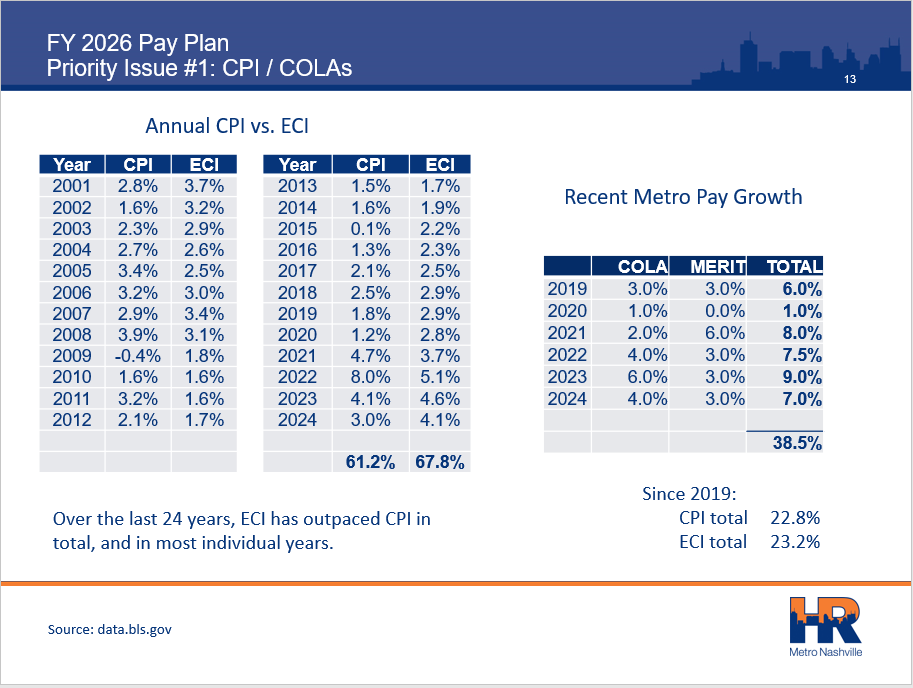 FY 2026 Pay Plan
Priority Issue #1: CPI / COLAs
13
Annual CPI vs. ECI
Year CPI ECI
2001 2.8% 3.7%
2002 1.6% 3.2%
2003 2.3% 2.9%
2004 2.7% 2.6%
2005 3.4% 2.5%
2006 3.2% 3.0%
2007 2.9% 3.4%
2008 3.9% 3.1%
2009 -0.4% 1.8%
2010 1.6% 1.6%
2011 3.2% 1.6%
2012 2.1% 1.7%
Year CPI ECI
2013 1.5% 1.7%
2014 1.6% 1.9%
2015 0.1% 2.2%
2016 1.3% 2.3%
2017 2.1% 2.5%
2018 2.5% 2.9%
2019 1.8% 2.9%
2020 1.2% 2.8%
2021 4.7% 3.7%
2022 8.0% 5.1%
2023 4.1% 4.6%
2024 3.0% 4.1%
61.2% 67.8%
Over the last 24 years, ECI has outpaced CPI in
total, and in most individual years.
Recent Metro Pay Growth
COLA MERIT TOTAL
2019 3.0% 3.0% 6.0%
2020 1.0% 0.0% 1.0%
2021 2.0% 6.0% 8.0%
2022 4.0% 3.0% 7.5%
2023 6.0% 3.0% 9.0%
2024 4.0% 3.0% 7.0%
38.5%
Since 2019:
CPI total 22.8%
ECI total 23.2%
Source: data.bls.gov
HR
Metro Nashville